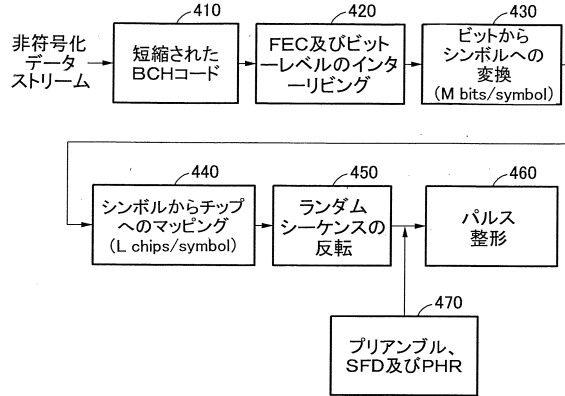 非符号化
データ
ストリーム
410
短縮された
BCHコード
420
FEC及びビット
ーレベルのインタ
ーリビング
430
ビットから
シンボルへの
変換
(M bits/symbol)
440
シンボルからチップ
へのマッピング
(L chips/symbol)
450
ランダム
シーケンスの
反転
460
パルス
整形
470
プリアンブル、
SFD及びPHR